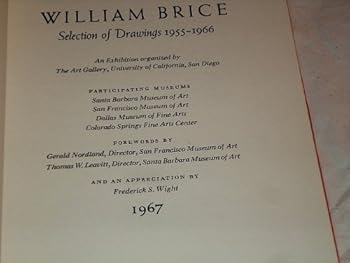 WILLIAM BRICE
Selection of Drawings 1955-1966
An Exhibition organised by
The Art Gallery, University of California, San Diego
PARTICIPATING MUSEUMS
Santa Barbara Museum of Art
San Francisco Museum of Art
Dallas Museum of Fine Arts
Colorado Springs Fine Arts Center
FOREWORDS BY
Gerald Nordland, Director, San Francisco Museum of Art
Thomas W. Leavitt, Director, Santa Barbara Museum of Art
AND AN APPRECIATION BY
Frederick S. Wight
1967